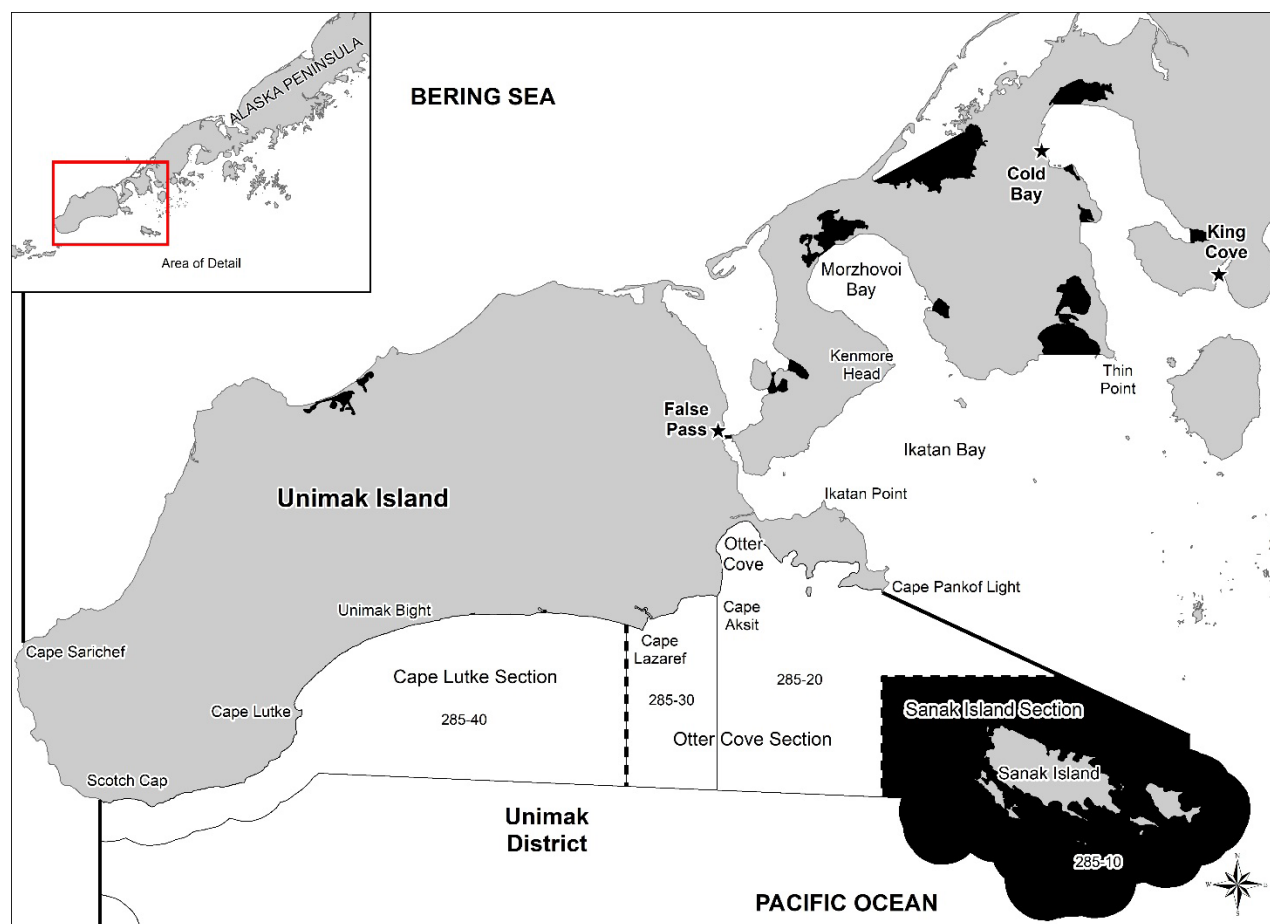 BERING SEA
ALASKA PENINSULA
Area of Detail
Cold
Bay
King
Cove
Morzhovoi
Bay
Kenmore
Head
Thin
Point
False
Pass
Ikatan Bay
Unimak Island
Ikatan Point
Otter
Cove
Cape Pankof Light
Unimak Bight
Cape
Aksit
Cape Sarichef
Cape
Lazaref
Cape Lutke Section
285-40
285-30
285-20
Cape Lutke
Sanak Island Section
Otter Cove Section
Scotch Cap
Sanak Island
Unimak
District
285-10
PACIFIC OCEAN
N
W
E
S